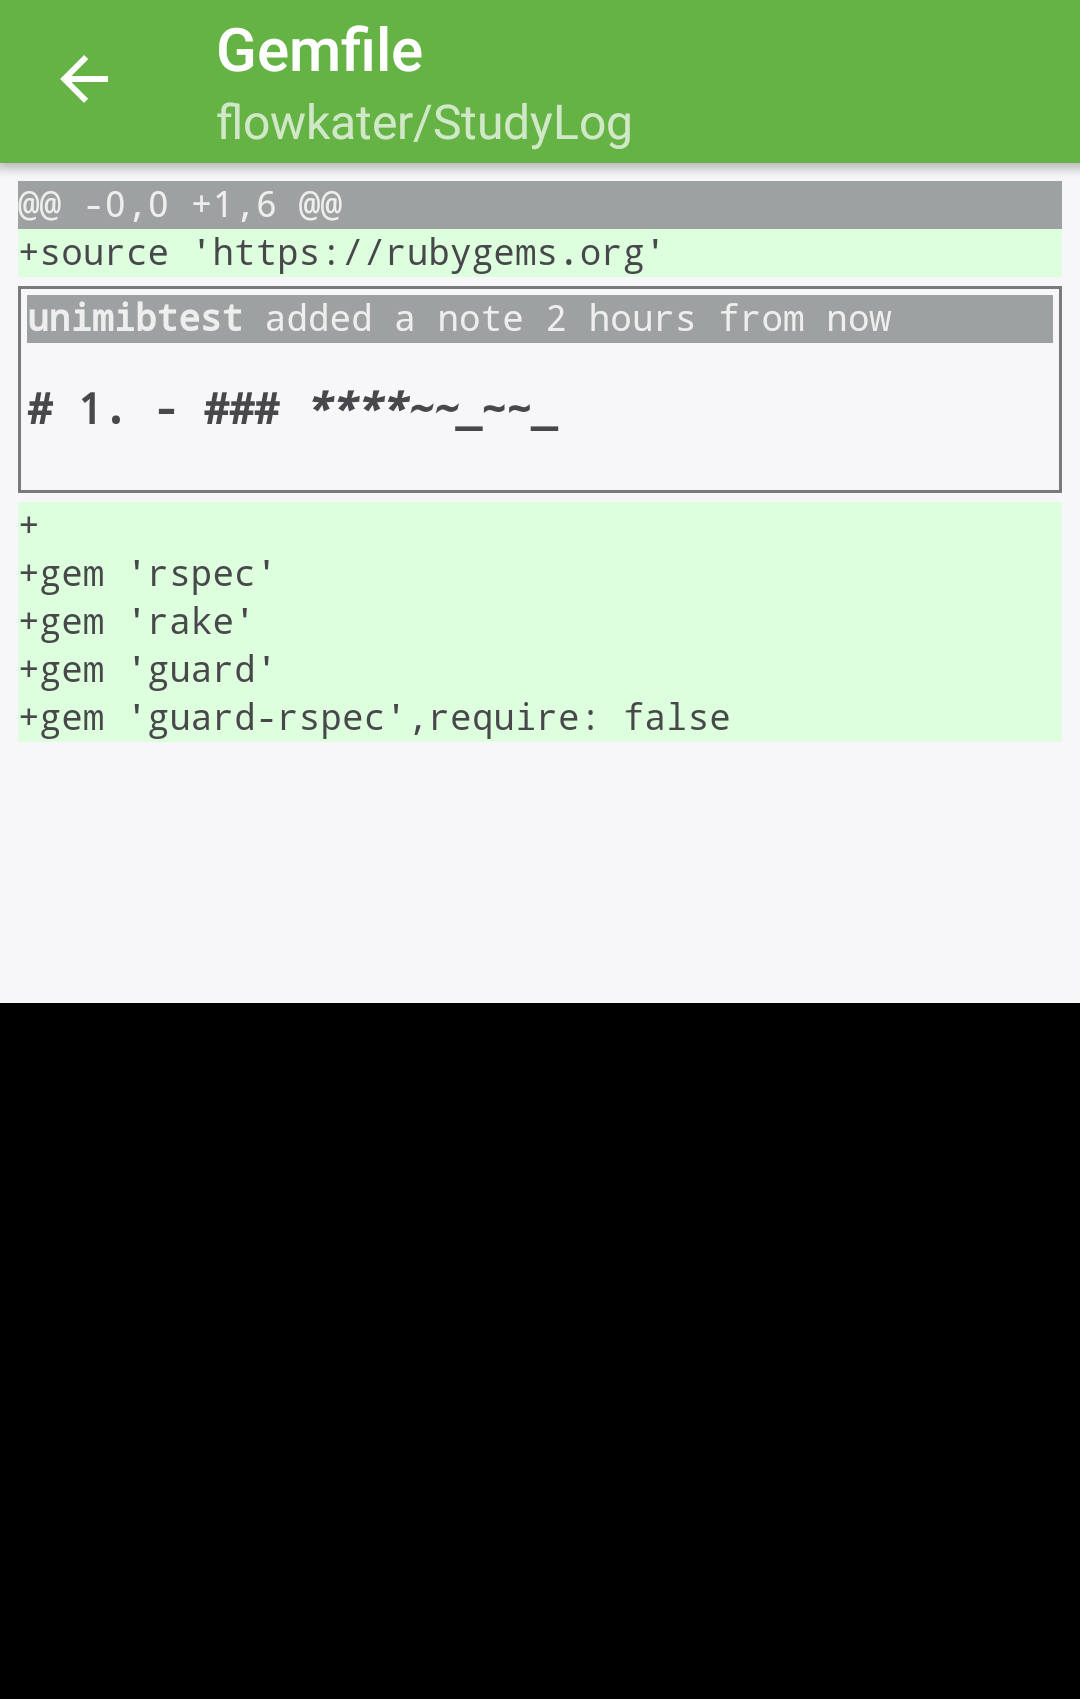 Gemfile
flowkater/StudyLog
@@ -0,0 +1,6 @@
+source 'https://rubygems.org'
unimibtest added a note 2 hours from now
# 1. - ### ****~~_~~_
+
+gem 'rspec'
+gem 'rake'
+gem 'guard'
+gem 'guard-rspec',require: false